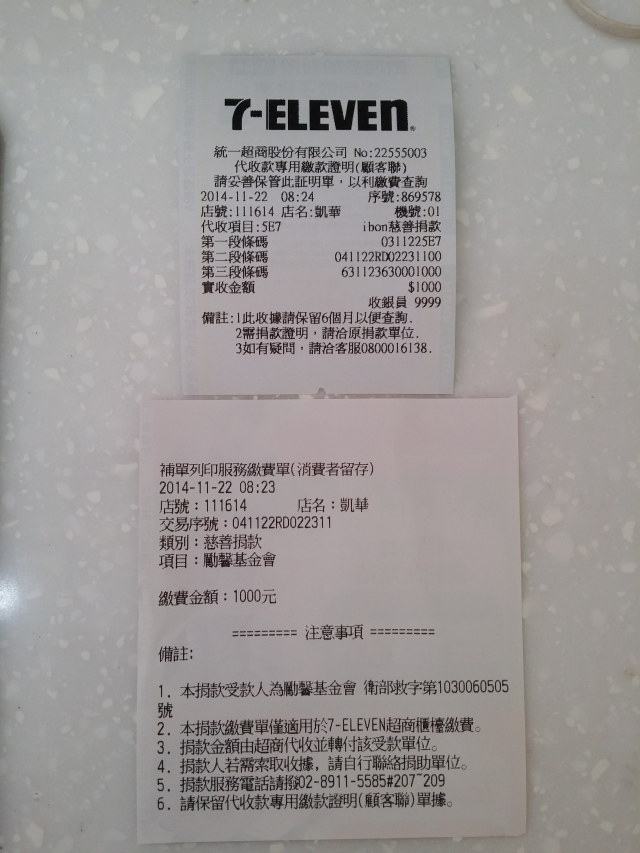 7-ELEVEN®
統一超商股份有限公司 No:22555003
代收款專用繳款證明(顧客聯)
請妥善保管此証明單，以利繳費查詢
2014-11-22 08:24 序號:869578
店號:111614 店名:凱華 機號:01
代收項目:5E7 ibon慈善捐款
第一段條碼 0311225E7
第二段條碼 041122RD02231100
第三段條碼 631123630001000
實收金額 $1000
收銀員 9999
備註:1此收據請保留6個月以便查詢.
2需捐款證明，請洽原捐款單位.
3如有疑問，請洽客服0800016138.
補單列印服務繳費單(消費者留存)
2014-11-22 08:23
店號：111614 店名：凱華
交易序號：041122RD022311
類別：慈善捐款
項目：勵馨基金會
繳費金額：1000元
========= 注意事項 =========
備註:
1. 本捐款受款人為勵馨基金會 衛部救字第1030060505
號
2. 本捐款繳費單僅適用於7-ELEVEN超商櫃檯繳費。
3. 捐款金額由超商代收並轉付該受款單位。
4. 捐款人若需索取收據, 請自行聯絡捐助單位。
5. 捐款服務電話請撥02-8911-5585#207~209
6. 請保留代收款專用繳款證明(顧客聯)單據。